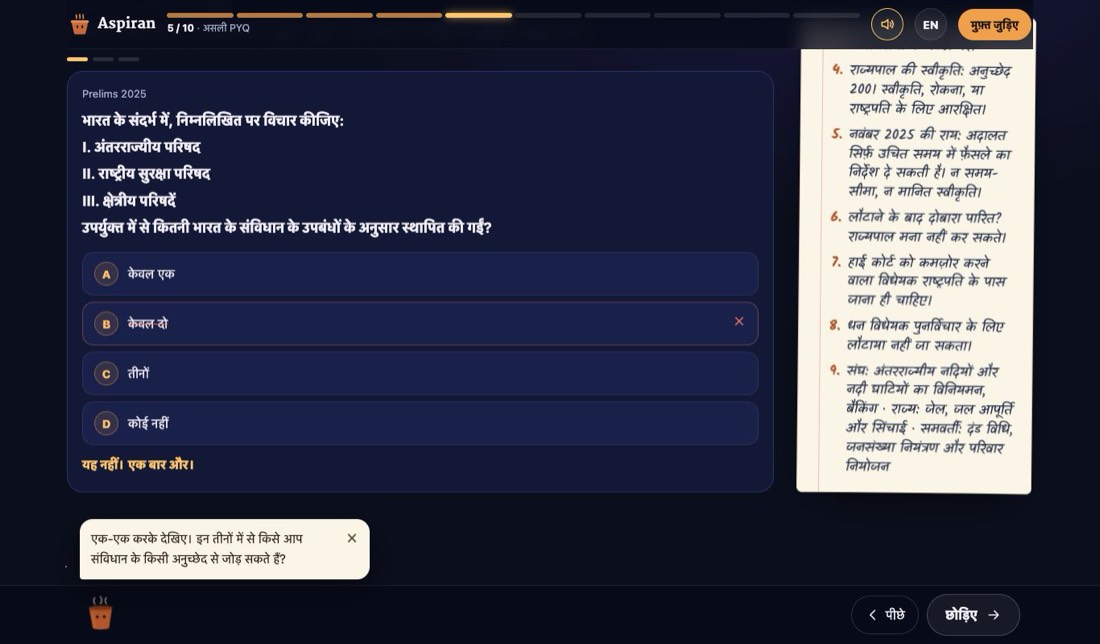 Aspiran
5 / 10 · असली PYQ
EN
मुफ़्त जुड़िए
Prelims 2025
भारत के संदर्भ में, निम्नलिखित पर विचार कीजिए:
I. अंतरराज्यीय परिषद
II. राष्ट्रीय सुरक्षा परिषद
III. क्षेत्रीय परिषदें
उपर्युक्त में से कितनी भारत के संविधान के उपबंधों के अनुसार स्थापित की गईं?
A केवल एक
B केवल दो
C तीनों
D कोई नहीं
यह नहीं। एक बार और।
4. राज्यपाल की स्वीकृति: अनुच्छेद
200। स्वीकृति, रोकना, या
राष्ट्रपति के लिए आरक्षित।
5. नवंबर 2025 की राय: अदालत
सिर्फ़ उचित समय में फ़ैसले का
निर्देश दे सकती है। न समय-
सीमा, न मानित स्वीकृति।
6. लौटाने के बाद दोबारा पारित?
राज्यपाल मना नहीं कर सकते।
7. हाई कोर्ट को कमज़ोर करने
वाला विधेयक राष्ट्रपति के पास
जाना ही चाहिए।
8. धन विधेयक पुनर्विचार के लिए
लौटाया नहीं जा सकता।
9. संघ: अंतरराज्यीय नदियों और
नदी घाटियों का विनियमन,
बैंकिंग · राज्य: जेल, जल आपूर्ति
और सिंचाई · समवर्ती: दंड विधि,
जनसंख्या नियंत्रण और परिवार
नियोजन
एक-एक करके देखिए। इन तीनों में से किसे आप
संविधान के किसी अनुच्छेद से जोड़ सकते हैं?
पीछे
छोड़िए